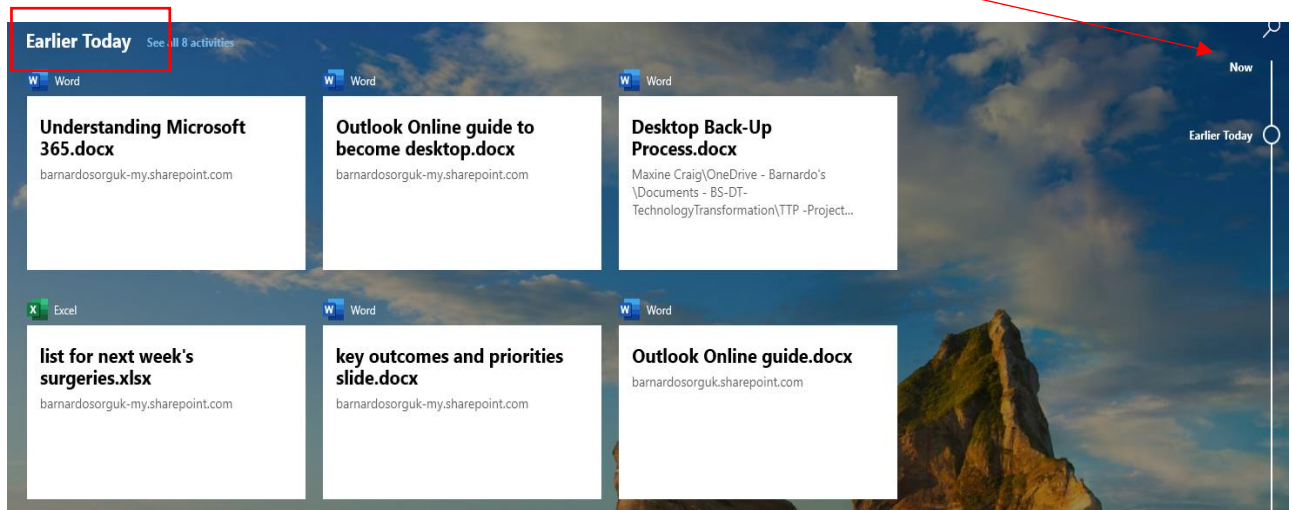 Earlier Today See all 8 activities
Now
Earlier Today
Word
Word
Word
Understanding Microsoft
365.docx
barnardosorguk-my.sharepoint.com
Outlook Online guide to
become desktop.docx
barnardosorguk-my.sharepoint.com
Desktop Back-Up
Process.docx
Maxine Craig\OneDrive - Barnardo's
\Documents - BS-DT-
TechnologyTransformation\TTP -Project...
Excel
Word
Word
list for next week's
surgeries.xlsx
barnardosorguk-my.sharepoint.com
key outcomes and priorities
slide.docx
barnardosorguk-my.sharepoint.com
Outlook Online guide.docx
barnardosorguk.sharepoint.com